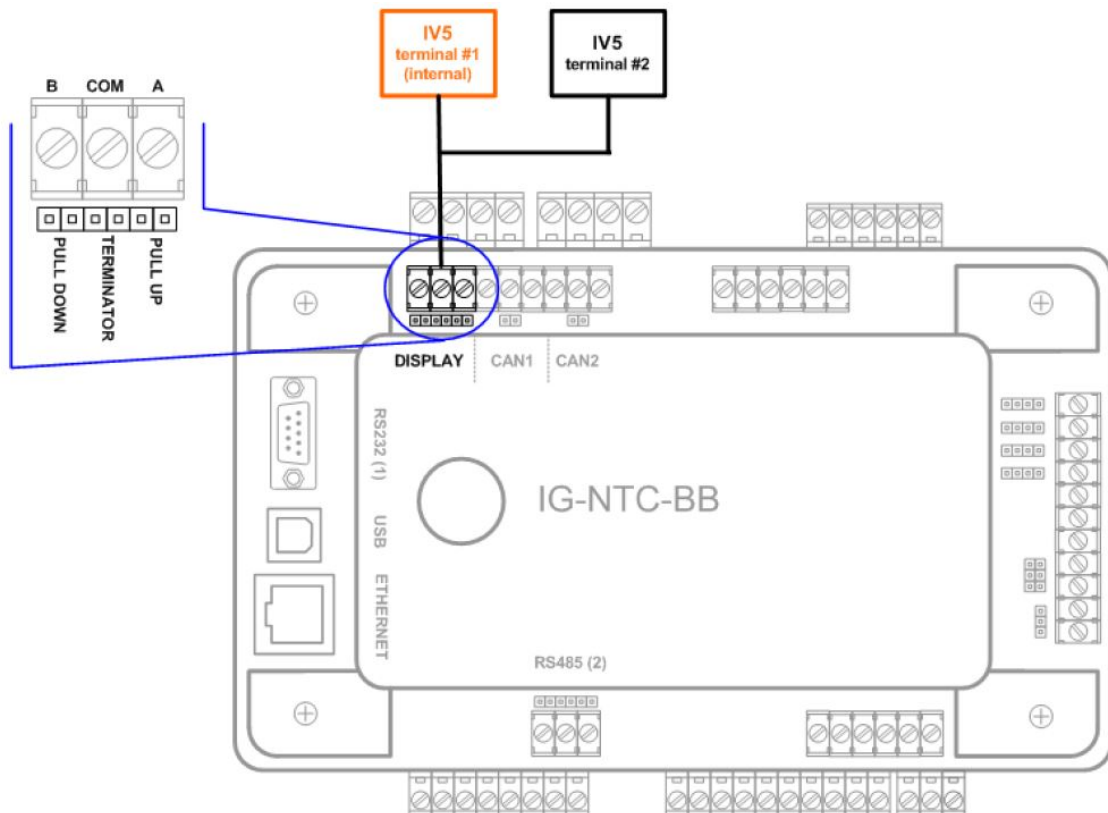 IV5
terminal #1
(internal)
IV5
terminal #2
B COM A
PULL DOWN
TERMINATOR
PULL UP
DISPLAY CAN1 CAN2
RS232 (1)
IG-NTC-BB
USB
ETHERNET
RS485 (2)